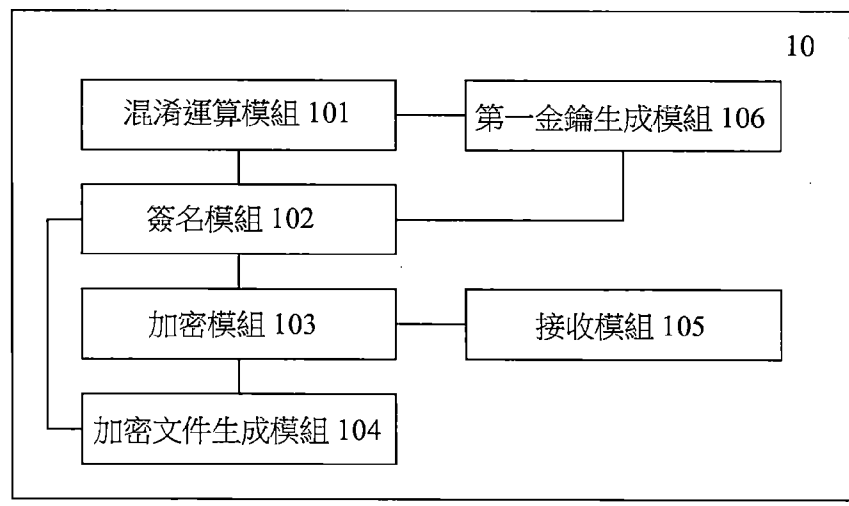 10
混淆運算模組 101
第一金鑰生成模組 106
簽名模組 102
加密模組 103
接收模組 105
加密文件生成模組 104